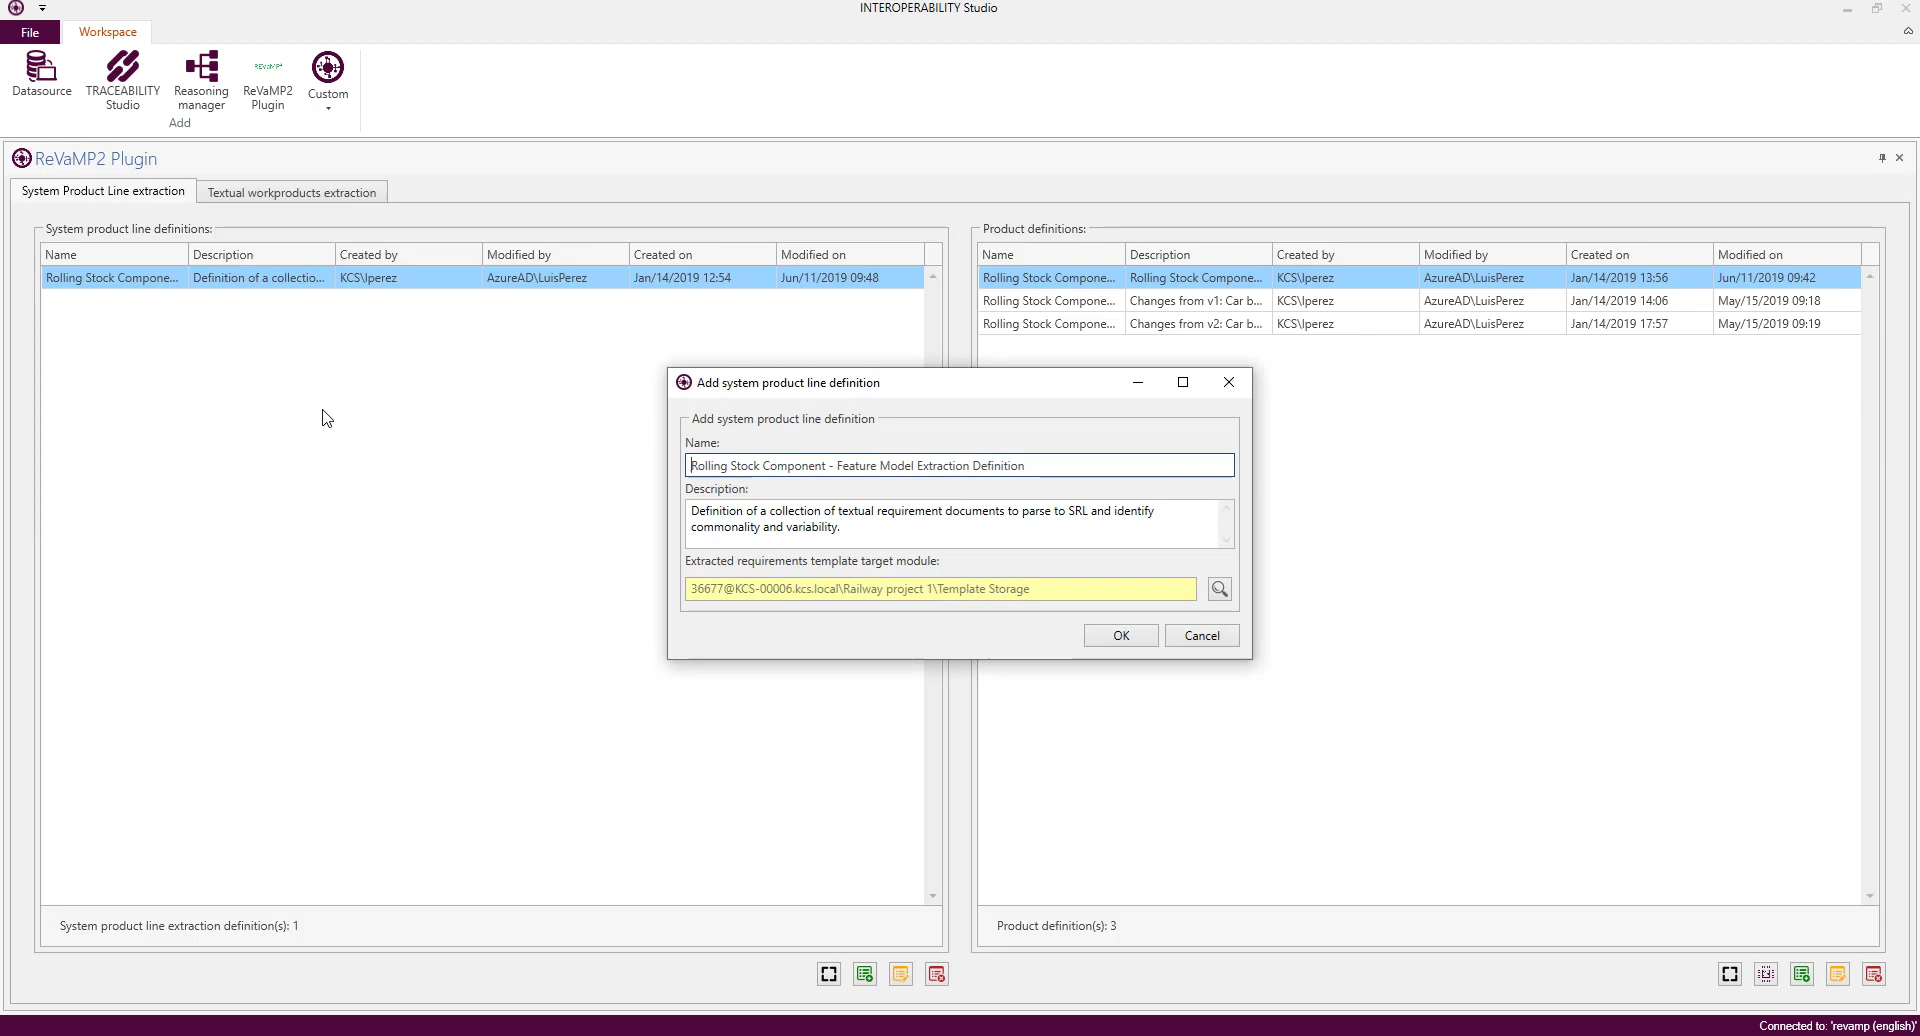 INTEROPERABILITY Studio
File
Workspace
Datasource
TRACEABILITY
Studio
Reasoning
manager
REVaMP²
ReVaMP2
Plugin
Custom
Add
ReVaMP2 Plugin
System Product Line extraction
Textual workproducts extraction
System product line definitions:
Name Description Created by Modified by Created on Modified on
Rolling Stock Compone... Definition of a collectio... KCS\lperez AzureAD\LuisPerez Jan/14/2019 12:54 Jun/11/2019 09:48
System product line extraction definition(s): 1
Product definitions:
Name Description Created by Modified by Created on Modified on
Rolling Stock Compone... Rolling Stock Compone... KCS\lperez AzureAD\LuisPerez Jan/14/2019 13:56 Jun/11/2019 09:42
Rolling Stock Compone... Changes from v1: Car b... KCS\lperez AzureAD\LuisPerez Jan/14/2019 14:06 May/15/2019 09:18
Rolling Stock Compone... Changes from v2: Car b... KCS\lperez AzureAD\LuisPerez Jan/14/2019 17:57 May/15/2019 09:19
Product definition(s): 3
Add system product line definition
Add system product line definition
Name:
Rolling Stock Component - Feature Model Extraction Definition
Description:
Definition of a collection of textual requirement documents to parse to SRL and identify
commonality and variability.
Extracted requirements template target module:
36677@KCS-00006.kcs.local\Railway project 1\Template Storage
OK
Cancel
Connected to: 'revamp (english)'